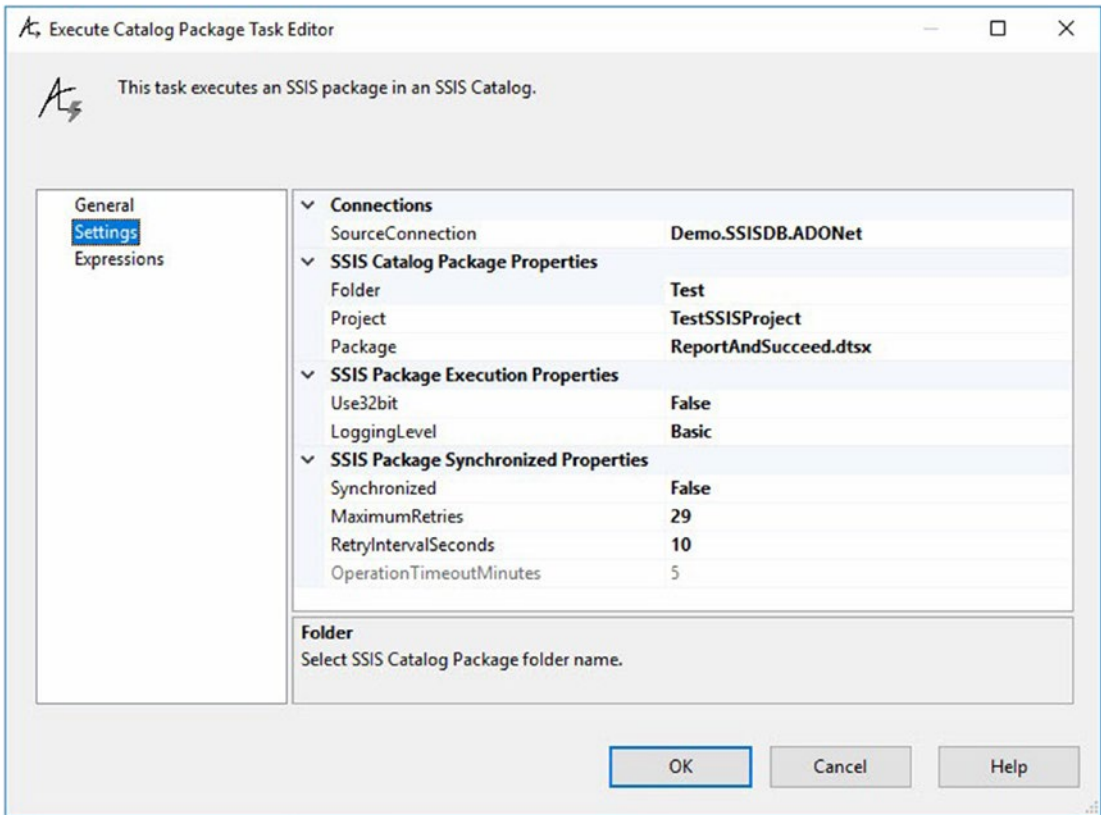 Execute Catalog Package Task Editor
This task executes an SSIS package in an SSIS Catalog.
General
Settings
Expressions
Connections
SourceConnection Demo.SSISDB.ADONet
SSIS Catalog Package Properties
Folder Test
Project TestSSISProject
Package ReportAndSucceed.dtsx
SSIS Package Execution Properties
Use32bit False
LoggingLevel Basic
SSIS Package Synchronized Properties
Synchronized False
MaximumRetries 29
RetryIntervalSeconds 10
OperationTimeoutMinutes 5
Folder
Select SSIS Catalog Package folder name.
OK Cancel Help